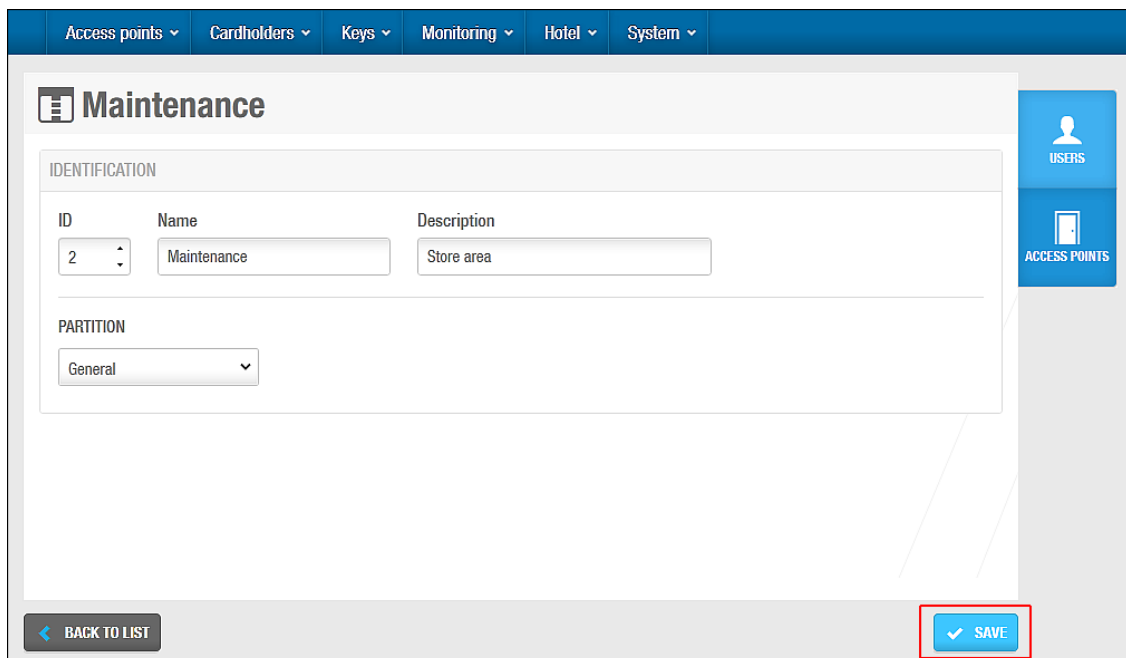 Access points Cardholders Keys Monitoring Hotel System
Maintenance
USERS
IDENTIFICATION
ID Name Description
2 Maintenance Store area
ACCESS POINTS
PARTITION
General
BACK TO LIST SAVE